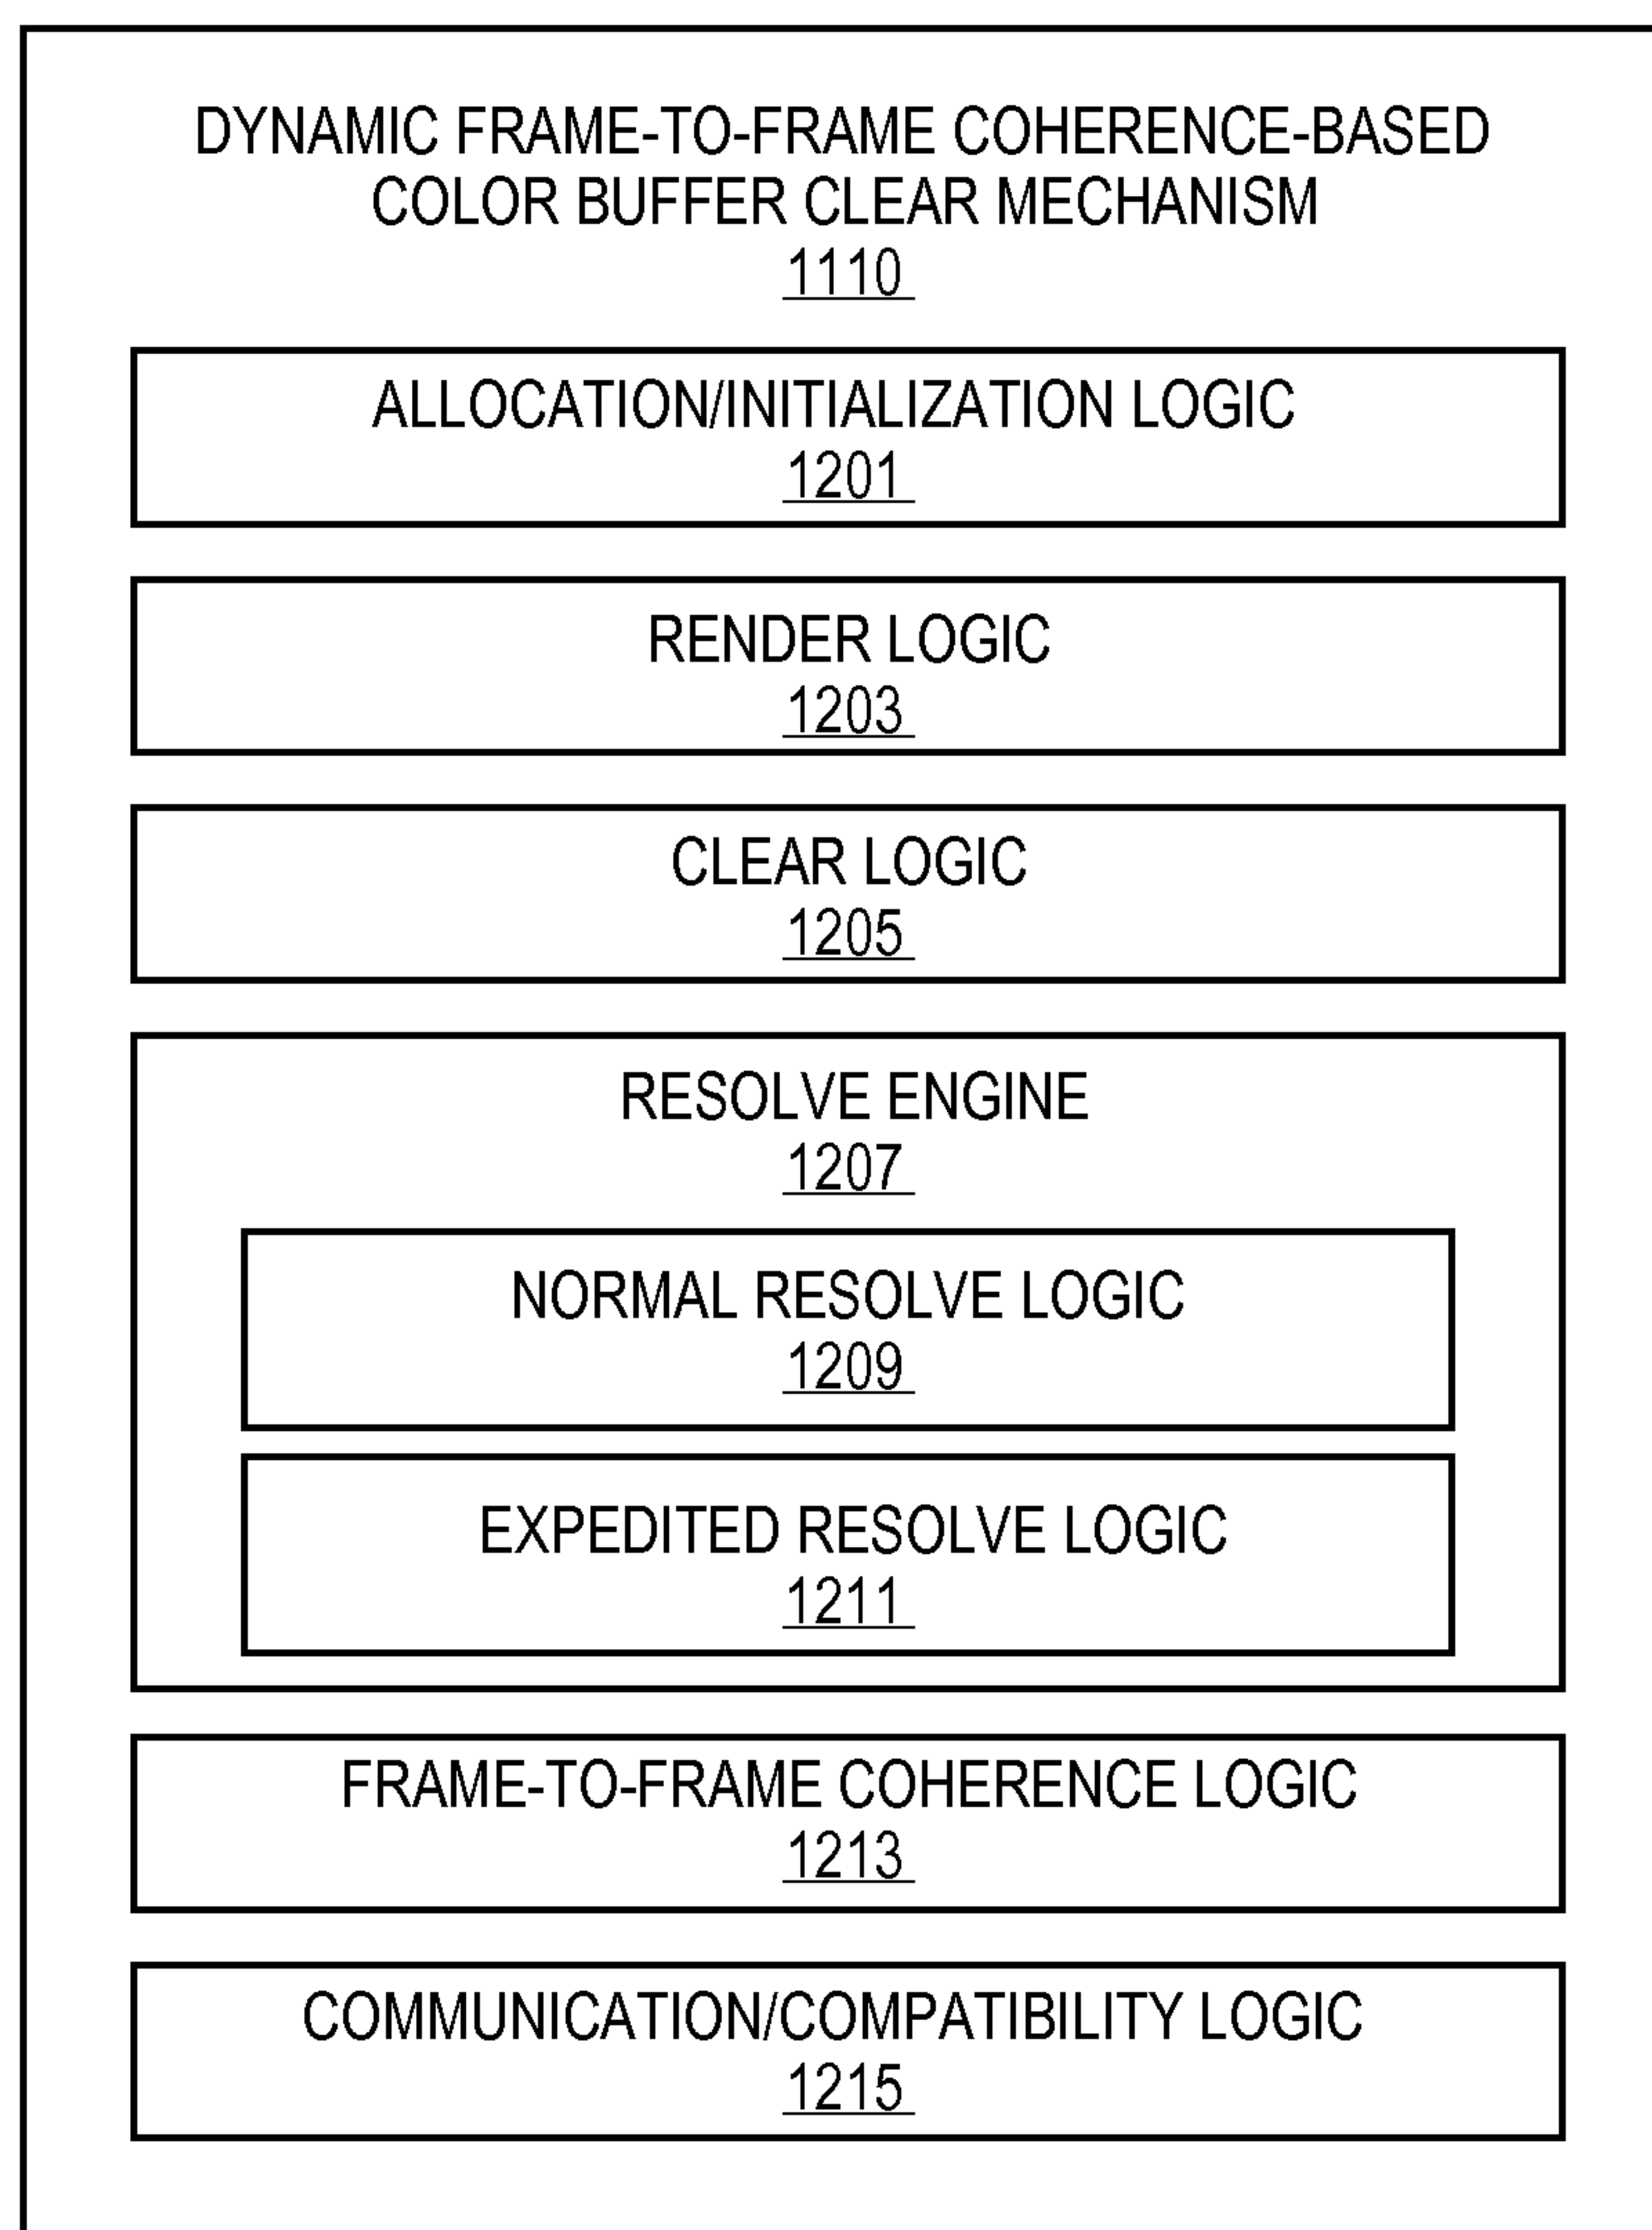 DYNAMIC FRAME-TO-FRAME COHERENCE-BASED
COLOR BUFFER CLEAR MECHANISM
1110
ALLOCATION/INITIALIZATION LOGIC
1201
RENDER LOGIC
1203
CLEAR LOGIC
1205
RESOLVE ENGINE
1207
NORMAL RESOLVE LOGIC
1209
EXPEDITED RESOLVE LOGIC
1211
FRAME-TO-FRAME COHERENCE LOGIC
1213
COMMUNICATION/COMPATIBILITY LOGIC
1215